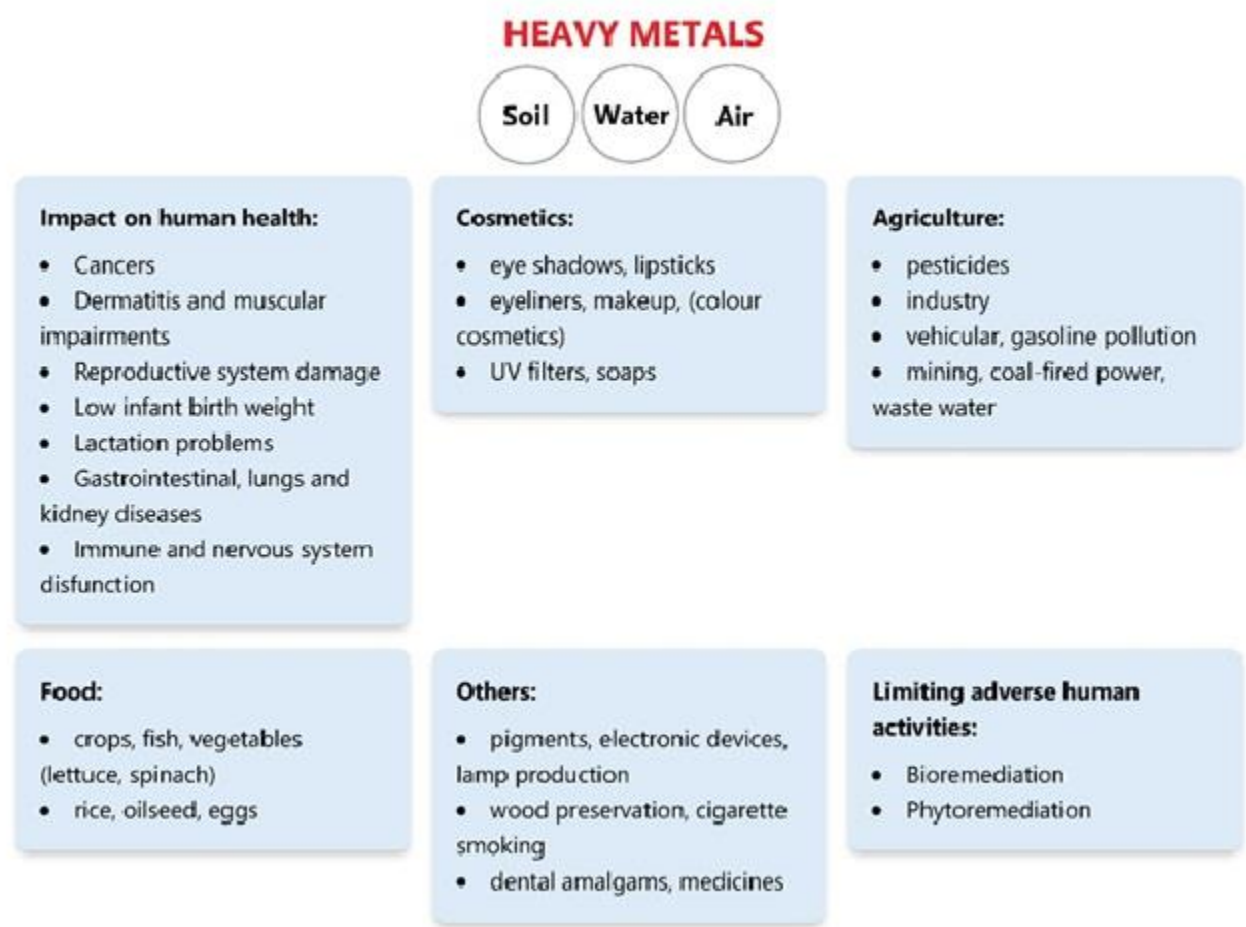 HEAVY METALS
Soil
Water
Air
Impact on human health:
• Cancers
• Dermatitis and muscular
impairments
• Reproductive system damage
• Low infant birth weight
• Lactation problems
• Gastrointestinal, lungs and
kidney diseases
• Immune and nervous system
disfunction
Cosmetics:
• eye shadows, lipsticks
• eyeliners, makeup, (colour
cosmetics)
• UV filters, soaps
Agriculture:
• pesticides
• industry
• vehicular, gasoline pollution
• mining, coal-fired power,
waste water
Food:
• crops, fish, vegetables
(lettuce, spinach)
• rice, oilseed, eggs
Others:
• pigments, electronic devices,
lamp production
• wood preservation, cigarette
smoking
• dental amalgams, medicines
Limiting adverse human
activities:
• Bioremediation
• Phytoremediation